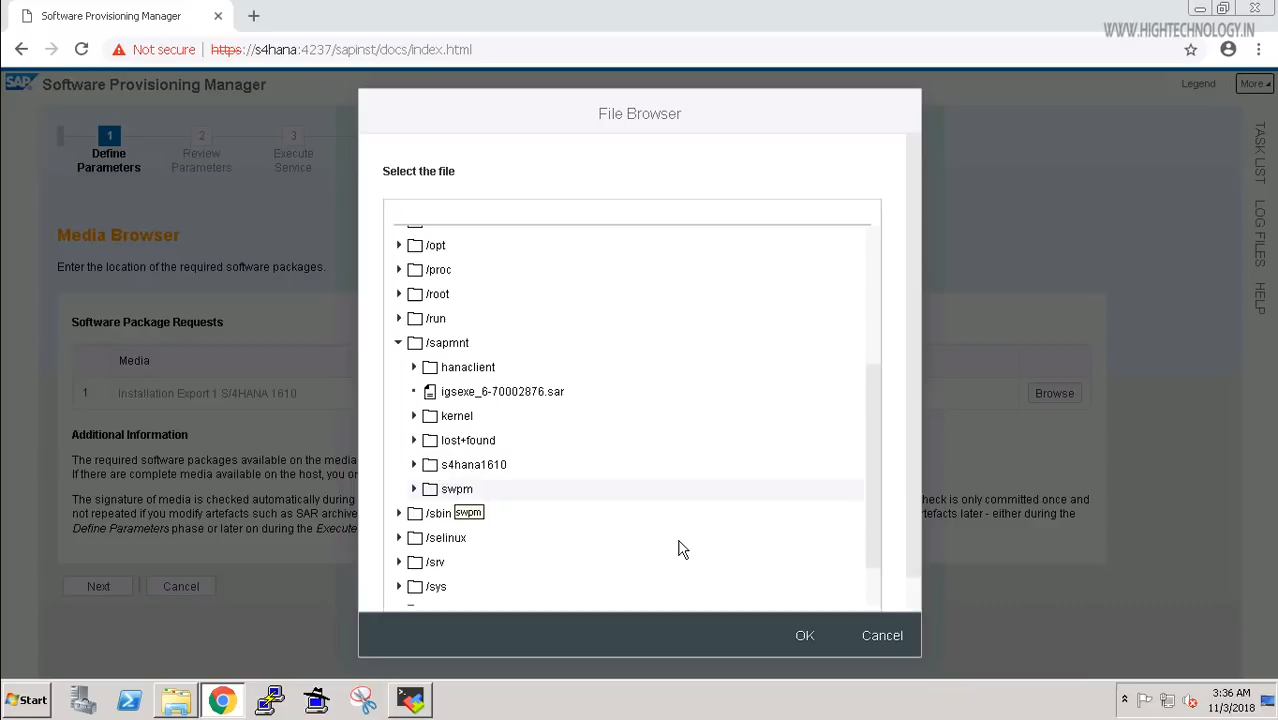 Software Provisioning Manager
WWW.HIGHTECHNOLOGY.IN
Not secure
https://s4hana:4237/sapinst/docs/index.html
SAP
Software Provisioning Manager
Legend
More
File Browser
1
2
3
Define
Parameters
Review
Parameters
Execute
Service
Select the file
Media Browser
Enter the location of the required software packages.
Software Package Requests
Media
1
Installation Export 1 S/4HANA 1610
Browse
Additional Information
The required software packages available on the media
If there are complete media available on the host, you
The signature of media is checked automatically during
heck is only committed once and
not repeated if you modify artefacts such as SAR archive
tefacts later - either during the
Define Parameters phase or later on during the Execute
Next
Cancel
/opt
/proc
/root
/run
/sapmnt
hanaclient
igsexe_6-70002876.sar
kernel
lost+found
s4hana1610
swpm
/sbin
swpm
/selinux
/srv
/sys
OK
Cancel
TASK LIST
LOG FILES
HELP
Start
3:36 AM
11/3/2018